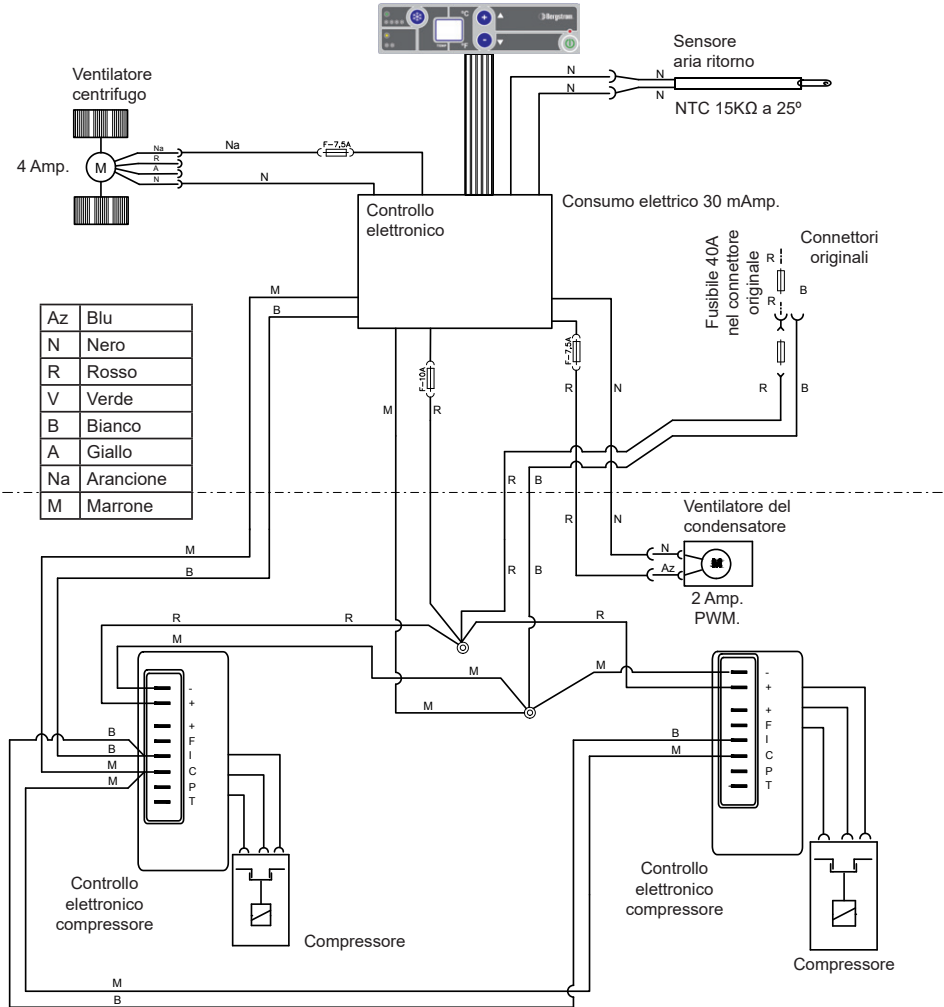 °C
°F
Bergstrom
Sensore
aria ritorno
N
N
N
N
NTC 15KΩ a 25º
Ventilatore
centrifugo
4 Amp.
M
Na
R
A
N
Na
F-7,5A
N
Controllo
elettronico
Consumo elettrico 30 mAmp.
Fusibile 40A
nel connettore
originale
Connettori
originali
R
B
R
R
B
M
B
F-10A
F-7,5A
M
R
R
N
Az Blu
N Nero
R Rosso
V Verde
B Bianco
A Giallo
Na Arancione
M Marrone
R
B
R
N
R
B
Ventilatore del
condensatore
N
Az
M
2 Amp.
PWM.
M
B
R
R
R
M
M
M
M
-
+
+
F
I
C
P
T
B
B
M
M
-
+
+
F
I
C
P
T
B
M
Controllo
elettronico
compressore
Compressore
Controllo
elettronico
compressore
Compressore
M
B